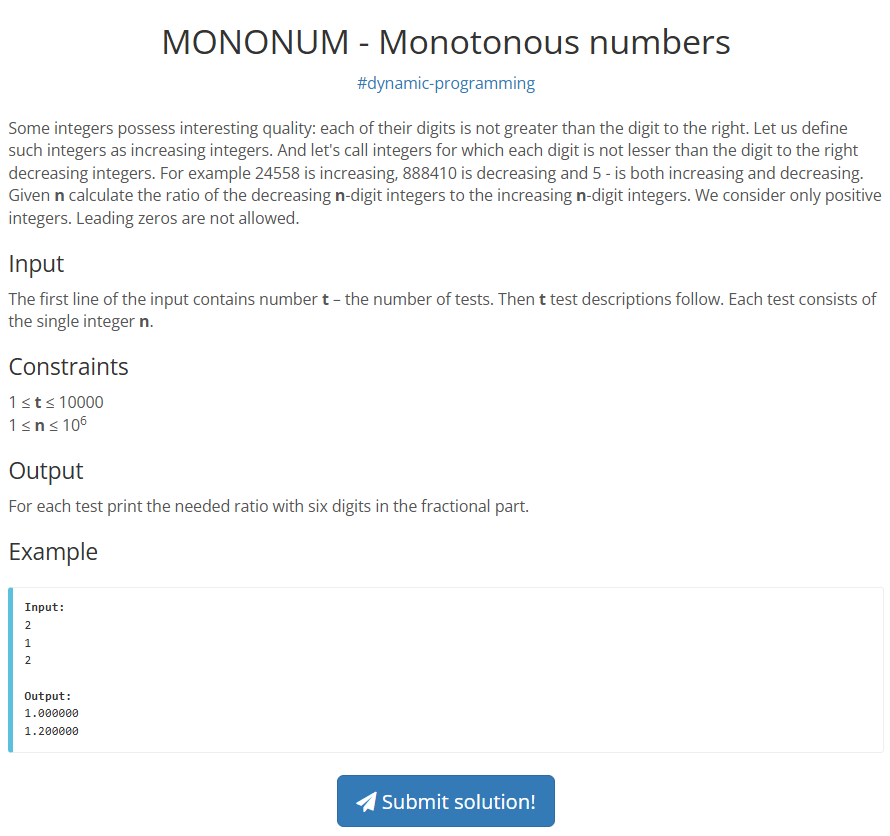 MONONUM - Monotonous numbers
#dynamic-programming
Some integers possess interesting quality: each of their digits is not greater than the digit to the right. Let us define
such integers as increasing integers. And let's call integers for which each digit is not lesser than the digit to the right
decreasing integers. For example 24558 is increasing, 888410 is decreasing and 5 - is both increasing and decreasing.
Given n calculate the ratio of the decreasing n-digit integers to the increasing n-digit integers. We consider only positive
integers. Leading zeros are not allowed.
Input
The first line of the input contains number t – the number of tests. Then t test descriptions follow. Each test consists of
the single integer n.
Constraints
1 ≤ t ≤ 10000
1 ≤ n ≤ 10⁶
Output
For each test print the needed ratio with six digits in the fractional part.
Example
Input:
2
1
2
Output:
1.000000
1.200000
Submit solution!